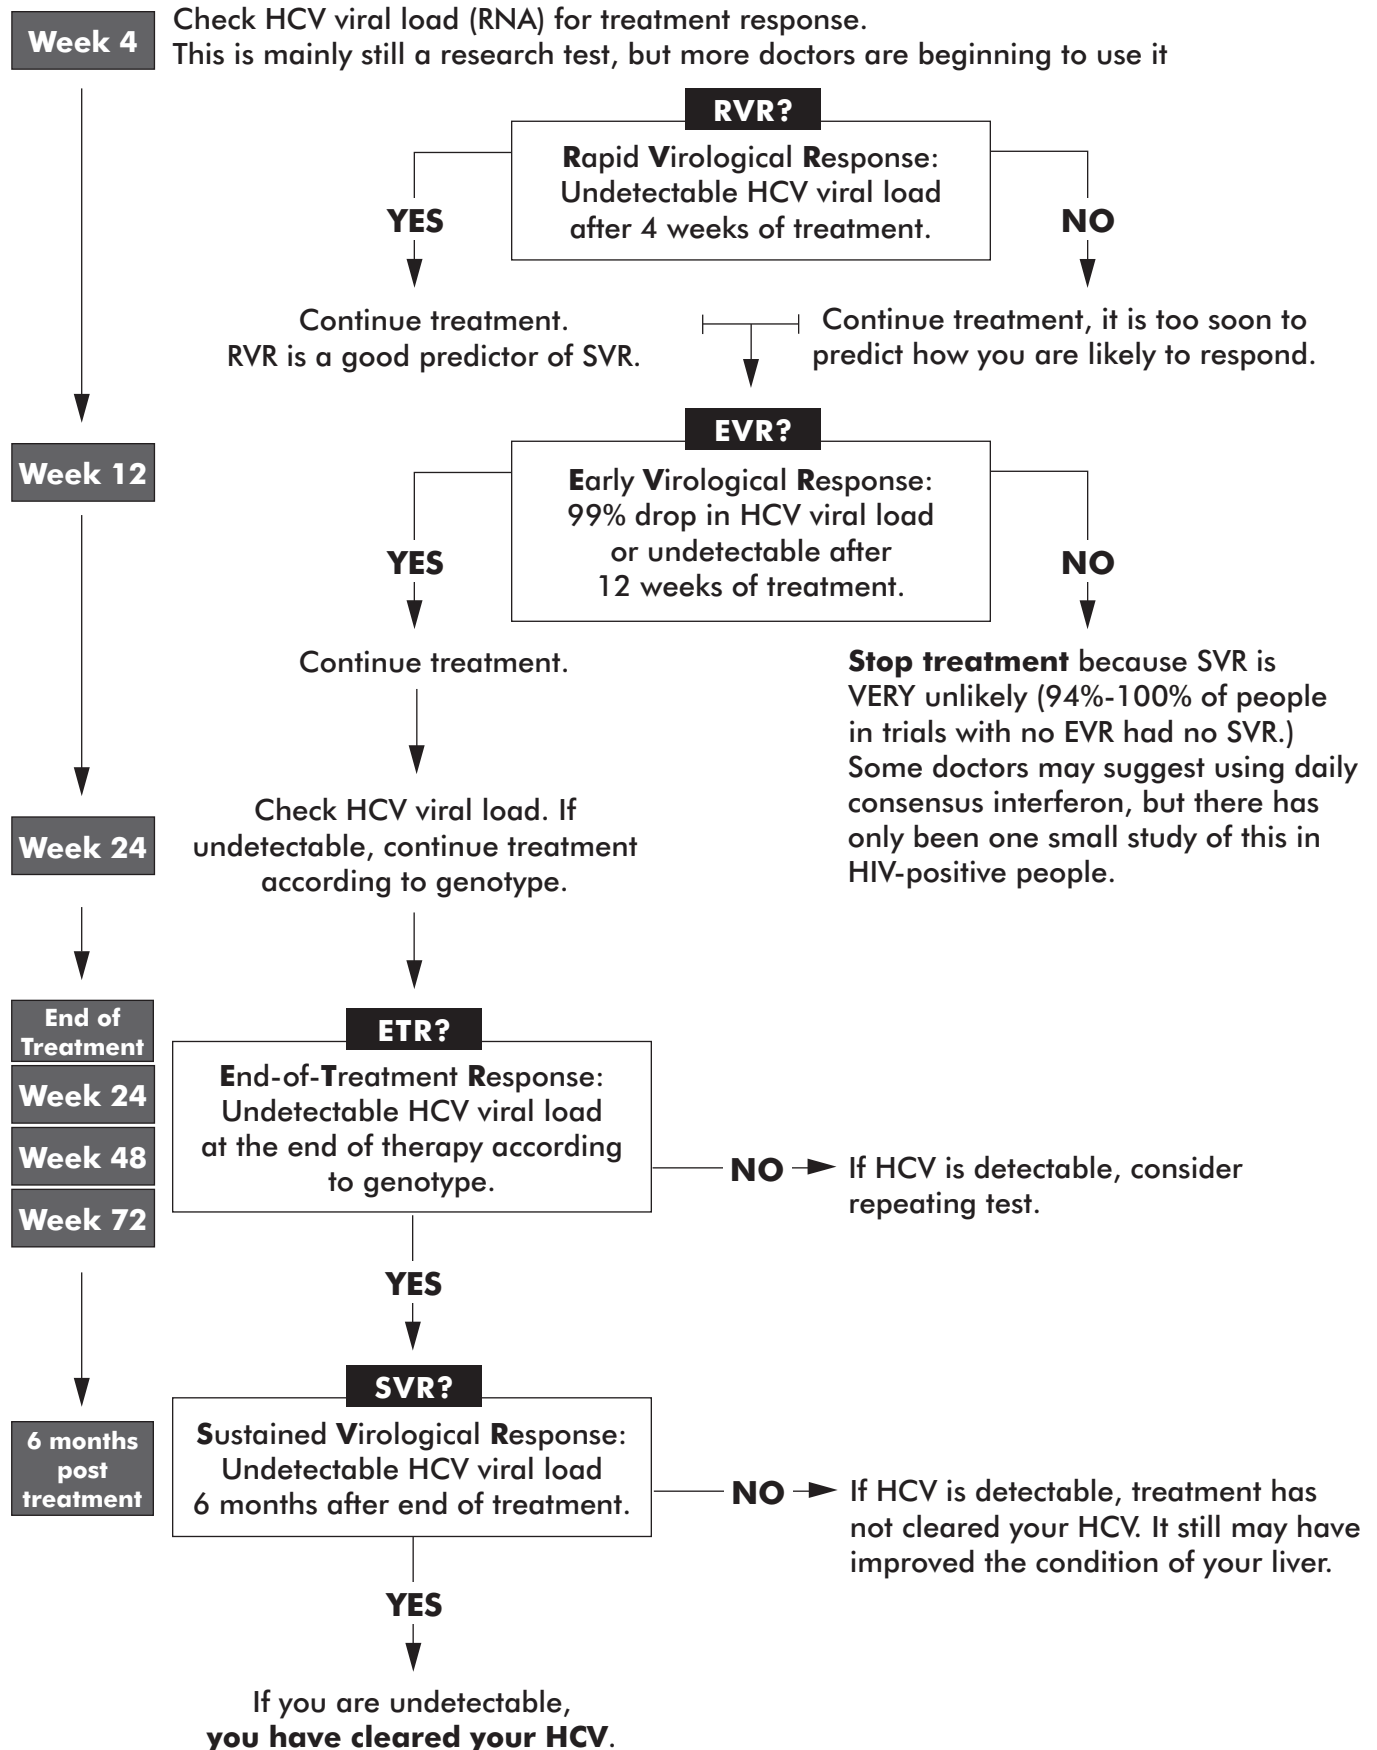 Week 4
Check HCV viral load (RNA) for treatment response.
This is mainly still a research test, but more doctors are beginning to use it
RVR?
Rapid Virological Response:
Undetectable HCV viral load
after 4 weeks of treatment.
YES
NO
Continue treatment.
RVR is a good predictor of SVR.
Continue treatment, it is too soon to
predict how you are likely to respond.
Week 12
EVR?
Early Virological Response:
99% drop in HCV viral load
or undetectable after
12 weeks of treatment.
YES
NO
Continue treatment.
Stop treatment because SVR is
VERY unlikely (94%-100% of people
in trials with no EVR had no SVR.)
Some doctors may suggest using daily
consensus interferon, but there has
only been one small study of this in
HIV-positive people.
Week 24
Check HCV viral load. If
undetectable, continue treatment
according to genotype.
End of
Treatment
Week 24
Week 48
Week 72
ETR?
End-of-Treatment Response:
Undetectable HCV viral load
at the end of therapy according
to genotype.
NO
If HCV is detectable, consider
repeating test.
YES
6 months
post
treatment
SVR?
Sustained Virological Response:
Undetectable HCV viral load
6 months after end of treatment.
NO
If HCV is detectable, treatment has
not cleared your HCV. It still may have
improved the condition of your liver.
YES
If you are undetectable,
you have cleared your HCV.